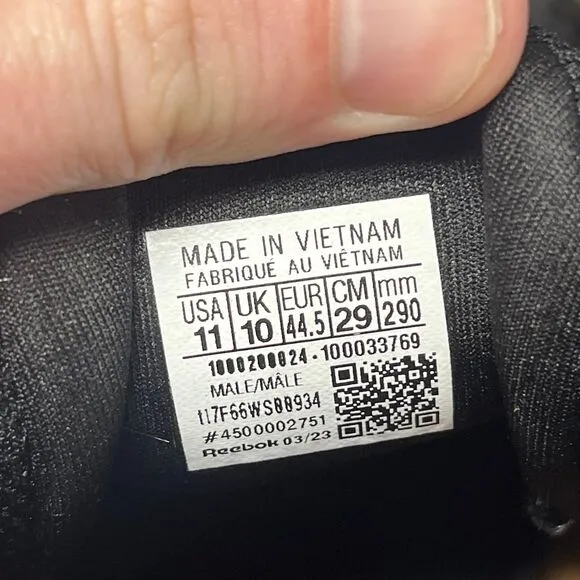 MADE IN VIETNAM
FABRIQUÉ AU VIÊTNAM
USA UK EUR CM mm
11 10 44.5 29 290
1000200024-100033769
MALE/MÂLE
117F66WS00934
#4500002751
Reebok 03/23